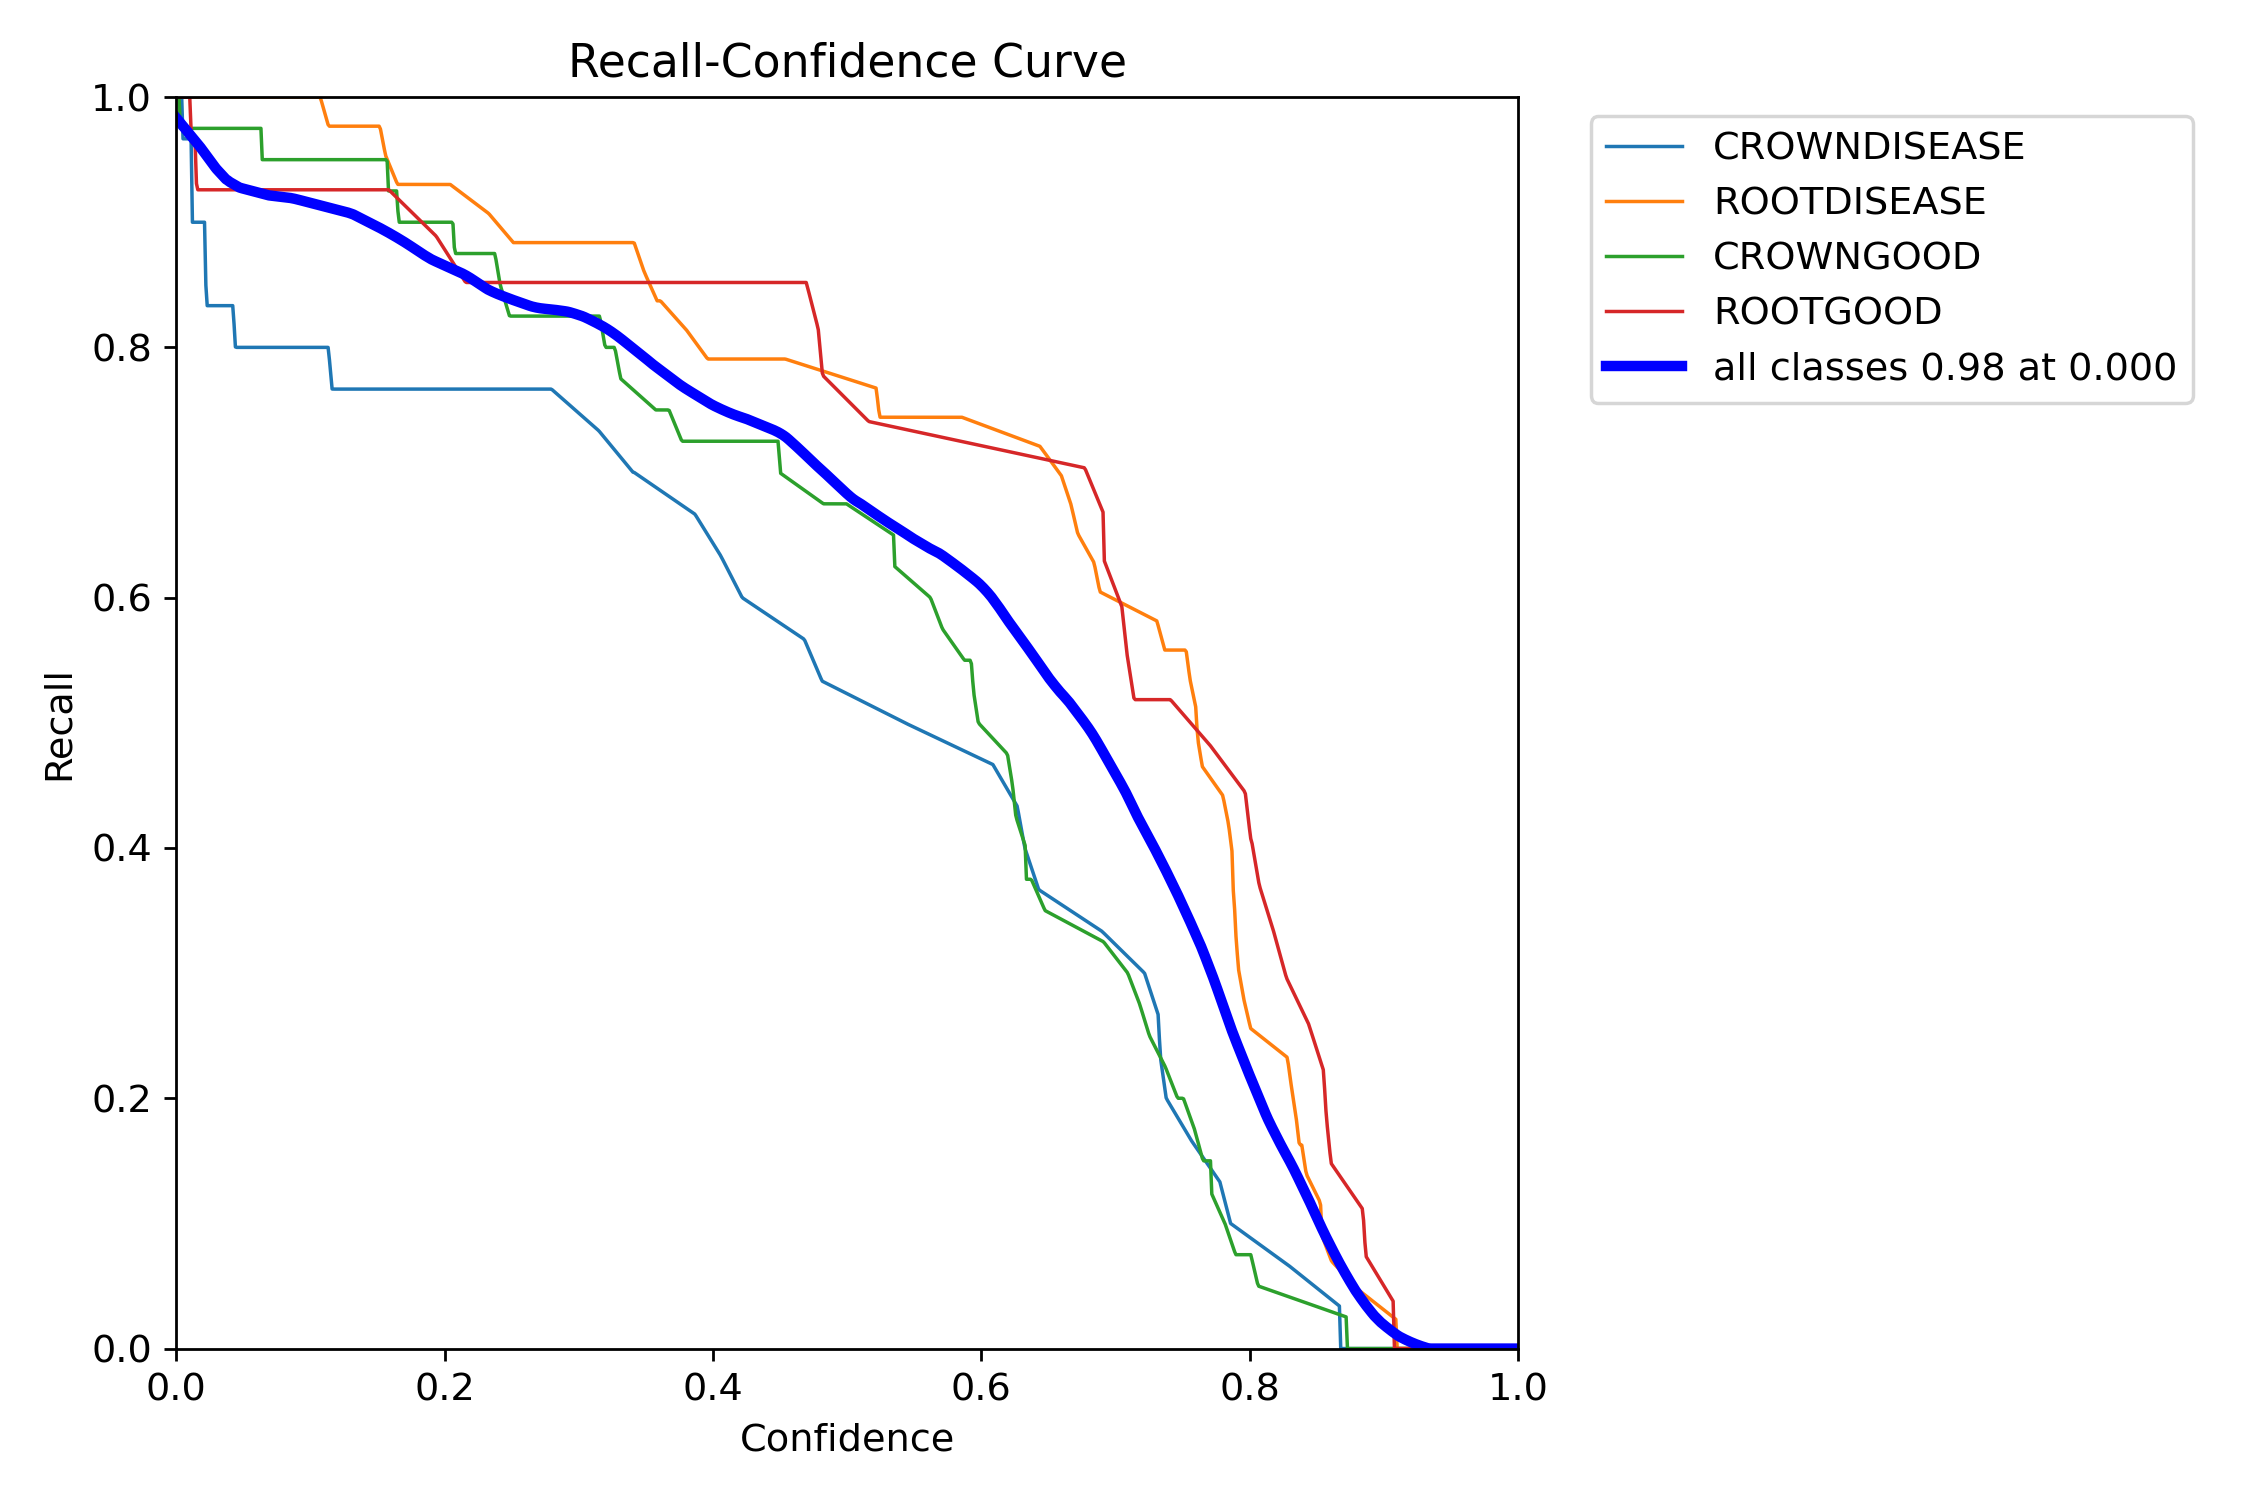 Recall-Confidence Curve
1.0
0.8
0.6
0.4
0.2
0.0
Recall
0.0 0.2 0.4 0.6 0.8 1.0
Confidence
CROWNDISEASE
ROOTDISEASE
CROWNGOOD
ROOTGOOD
all classes 0.98 at 0.000